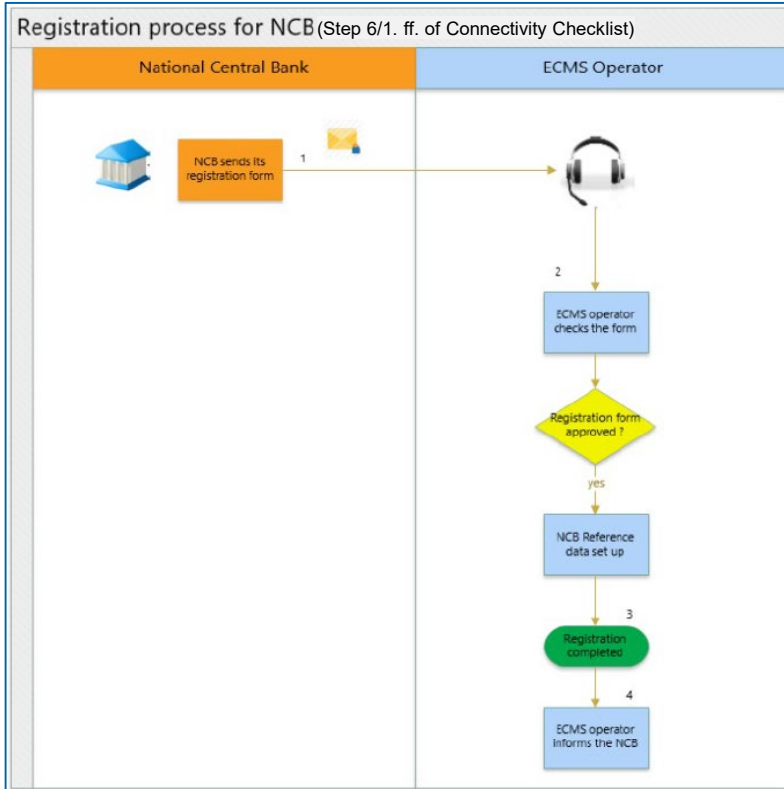 Registration process for NCB (Step 6/1. ff. of Connectivity Checklist)
National Central Bank
ECMS Operator
NCB sends its
registration form
1
2
ECMS operator
checks the form
Registration form
approved ?
yes
NCB Reference
data set up
3
Registration
completed
4
ECMS operator
informs the NCB